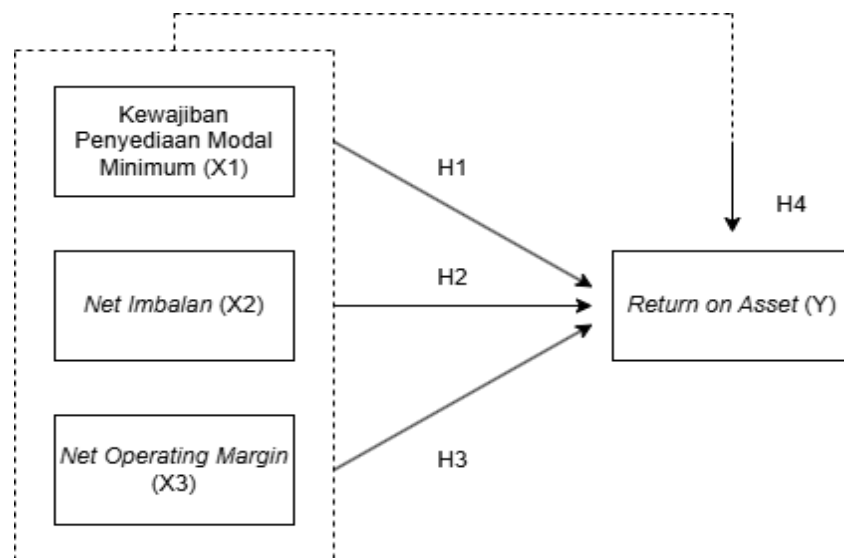 Kewajiban
Penyediaan Modal
Minimum (X1)
H1
H4
Net Imbalan (X2)
H2
Return on Asset (Y)
Net Operating Margin
(X3)
H3